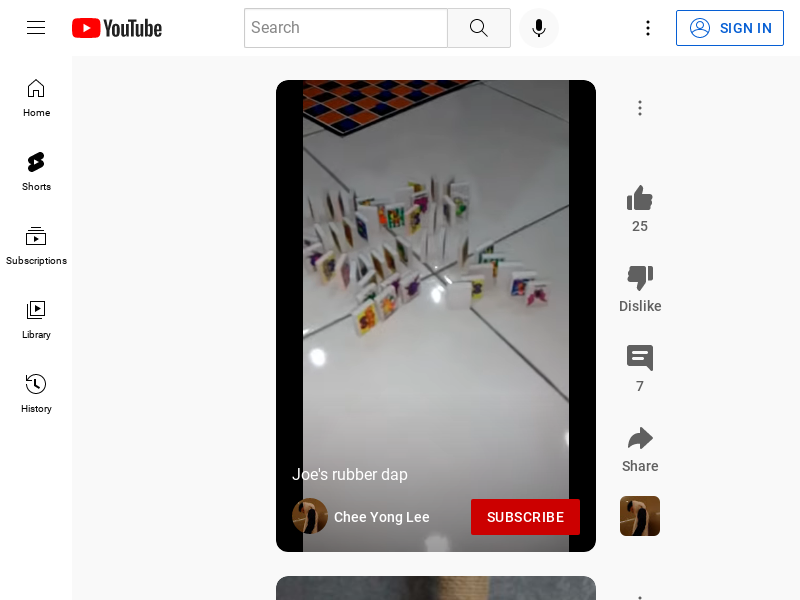 YouTube
Search
SIGN IN
Home
Shorts
Subscriptions
Library
History
25
Dislike
7
Share
Joe's rubber dap
Chee Yong Lee
SUBSCRIBE